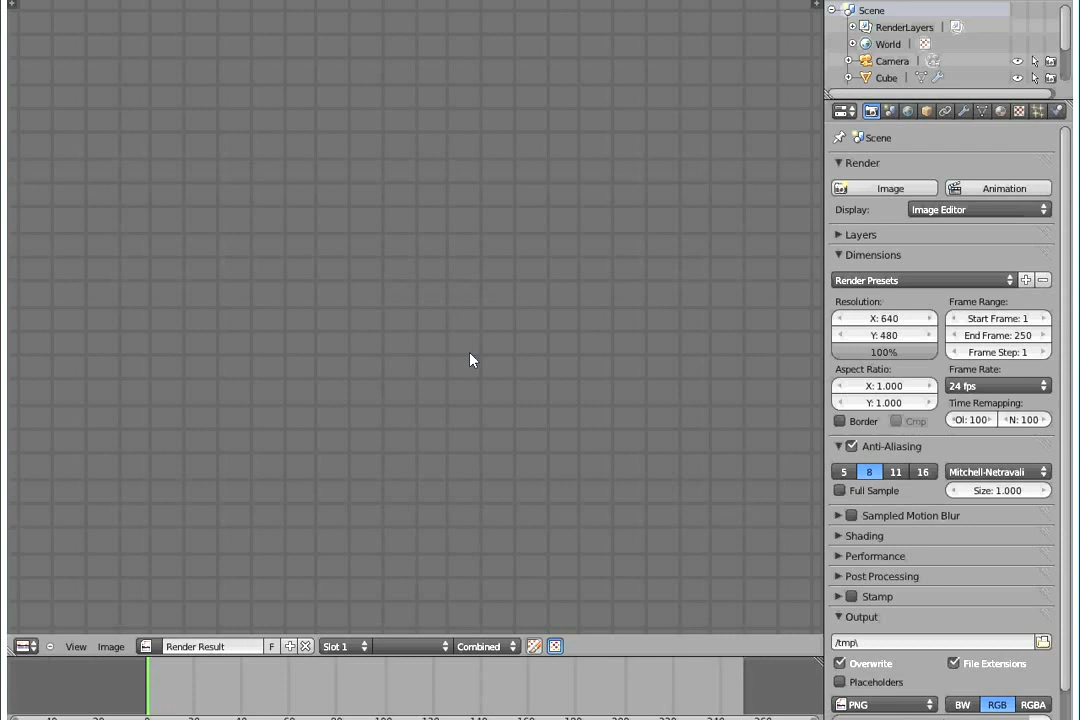 Scene
RenderLayers
World
Camera
Cube
Scene
Render
Image Animation
Display: Image Editor
Layers
Dimensions
Render Presets
Resolution: Frame Range:
X: 640 Start Frame: 1
Y: 480 End Frame: 250
100% Frame Step: 1
Aspect Ratio: Frame Rate:
X: 1.000 24 fps
Y: 1.000 Time Remapping:
Border Crop Ol: 100 N: 100
Anti-Aliasing
5 8 11 16 Mitchell-Netravali
Full Sample Size: 1.000
Sampled Motion Blur
Shading
Performance
Post Processing
Stamp
Output
/tmp\
Overwrite File Extensions
Placeholders
PNG BW RGB RGBA
View Image Render Result F Slot 1 Combined